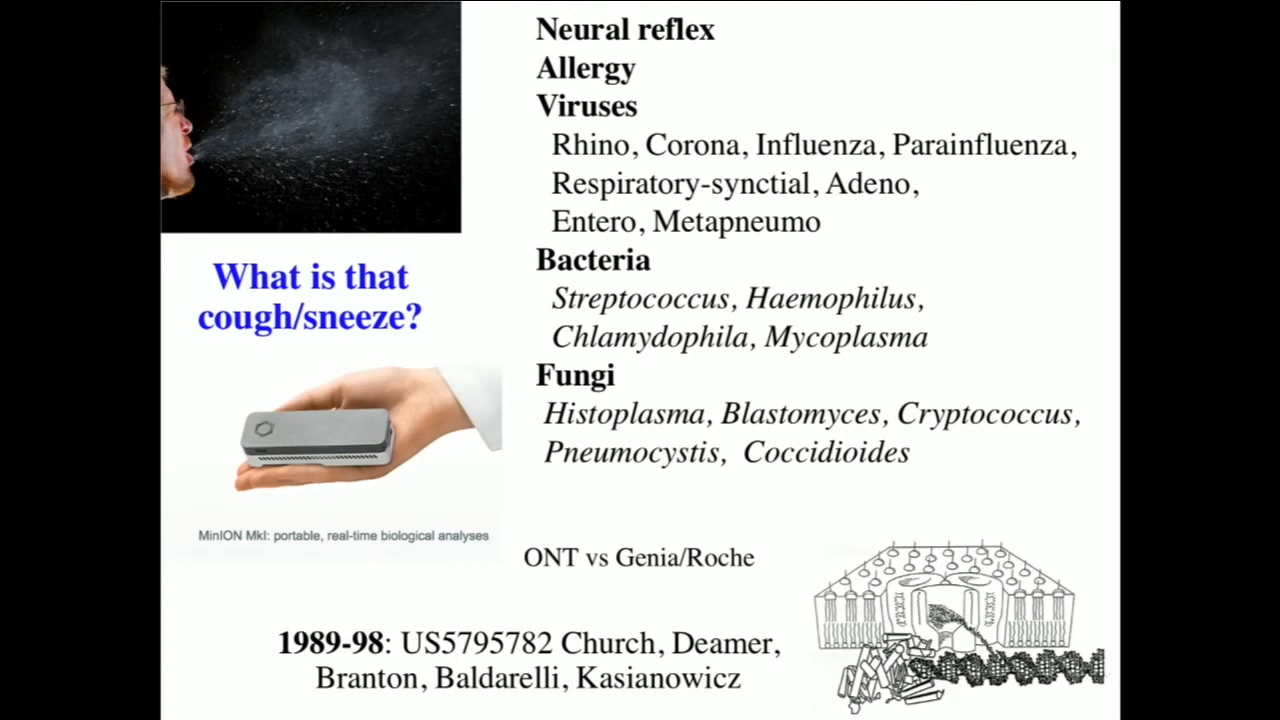 Neural reflex
Allergy
Viruses
Rhino, Corona, Influenza, Parainfluenza,
Respiratory-synctial, Adeno,
Entero, Metapneumo
Bacteria
Streptococcus, Haemophilus,
Chlamydophila, Mycoplasma
Fungi
Histoplasma, Blastomyces, Cryptococcus,
Pneumocystis, Coccidioides
What is that
cough/sneeze?
MinION MkI: portable, real-time biological analyses
ONT vs Genia/Roche
1989-98: US5795782 Church, Deamer,
Branton, Baldarelli, Kasianowicz